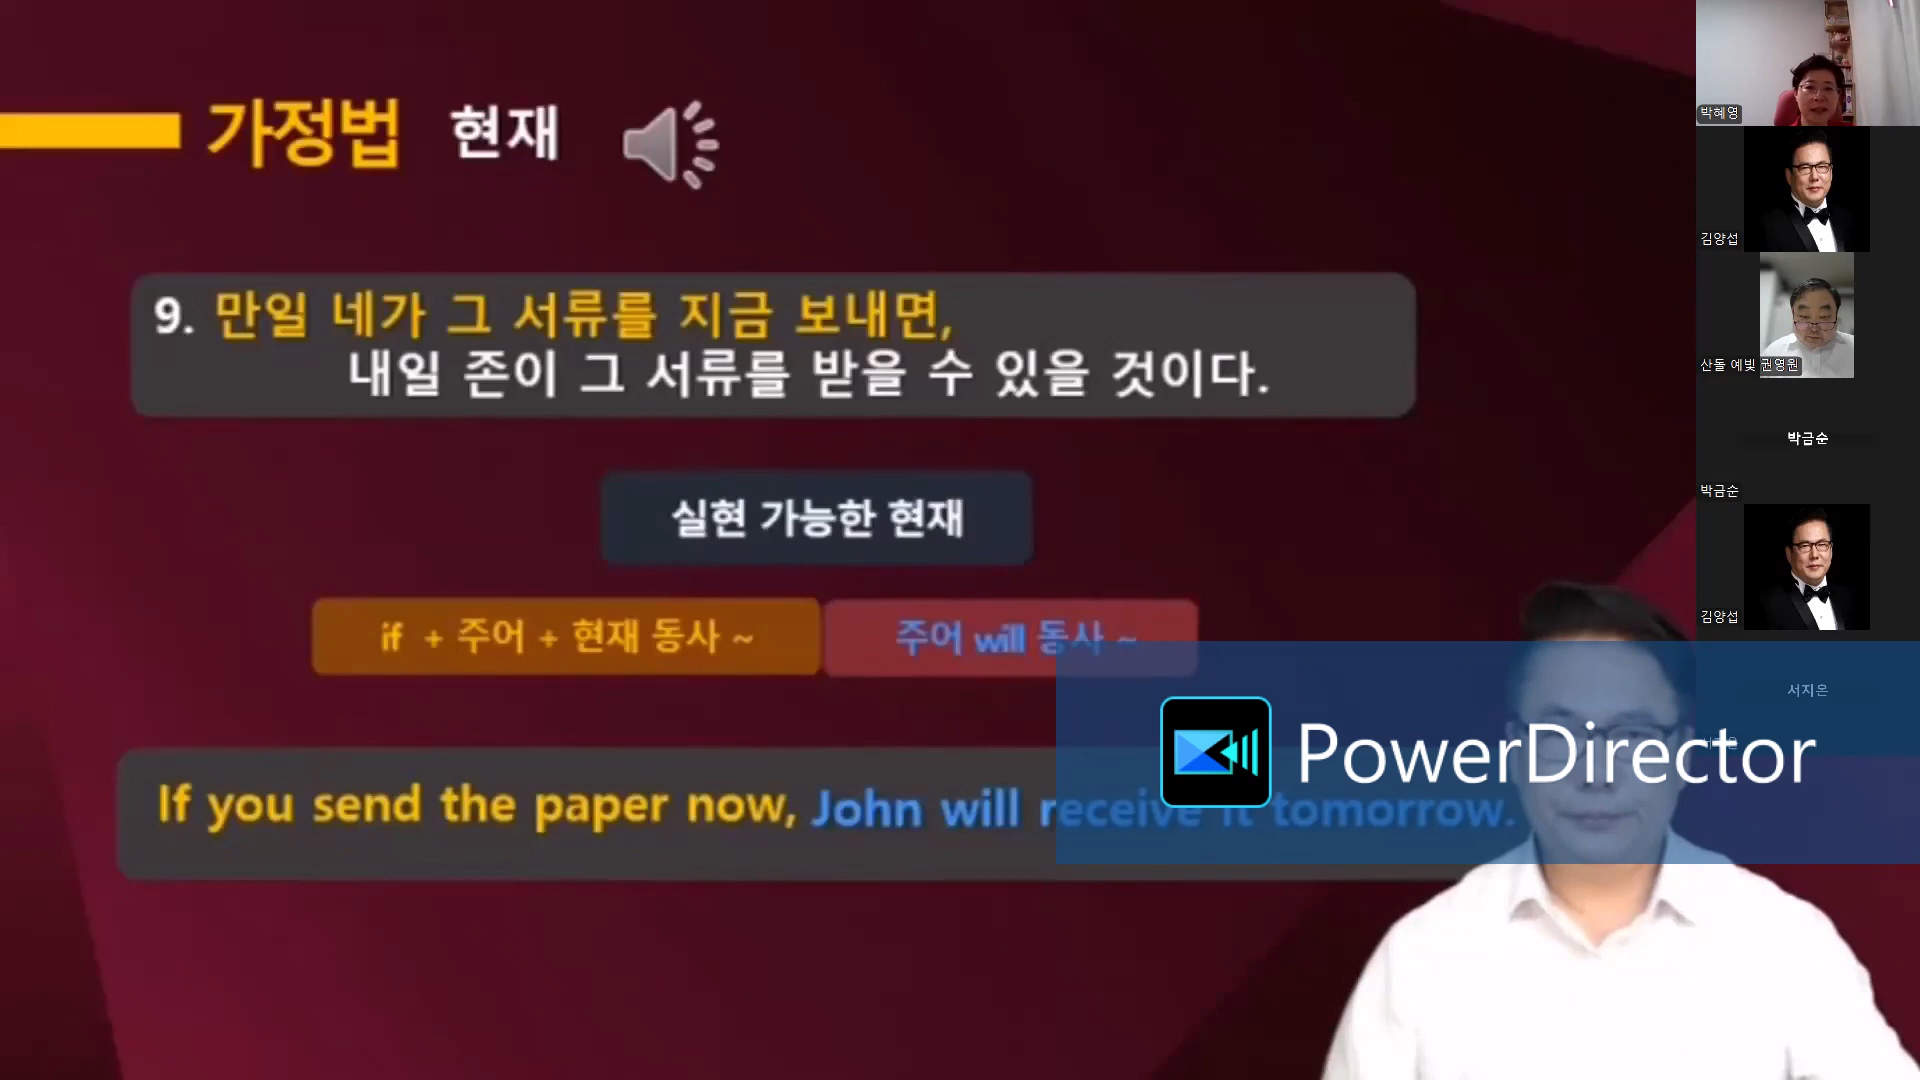 가정법 현재
9. 만일 네가 그 서류를 지금 보내면,
내일 존이 그 서류를 받을 수 있을 것이다.
실현 가능한 현재
if + 주어 + 현재 동사 ~
주어 will 동사 ~
If you send the paper now, John will receive it tomorrow.
PowerDirector
박혜영
김양섭
산돌 예빛 권영원
박금순
박금순
김양섭
서지온